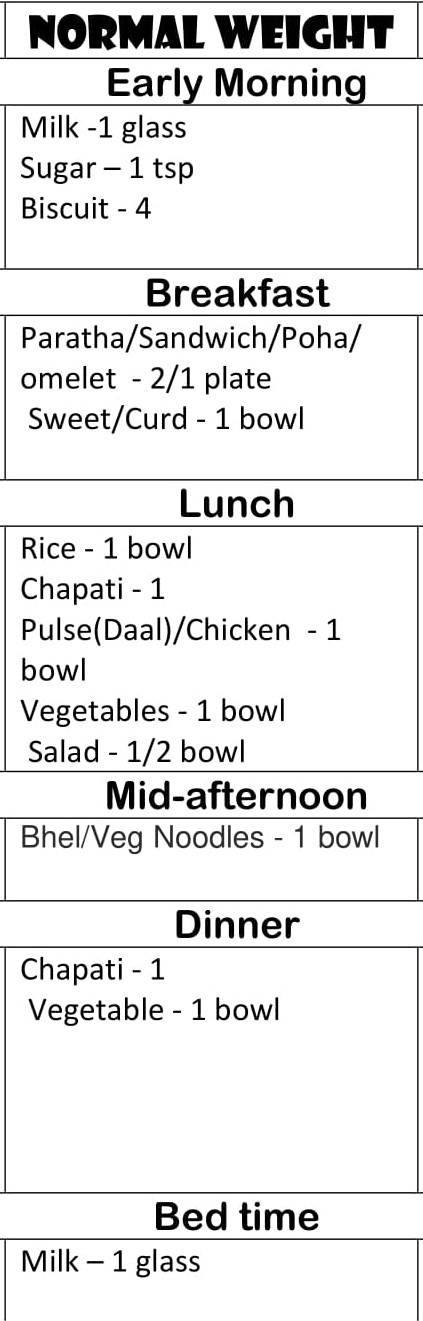 NORMAL WEIGHT
Early Morning
Milk -1 glass
Sugar – 1 tsp
Biscuit - 4
Breakfast
Paratha/Sandwich/Poha/
omelet  - 2/1 plate
Sweet/Curd - 1 bowl
Lunch
Rice - 1 bowl
Chapati - 1
Pulse(Daal)/Chicken  - 1
bowl
Vegetables - 1 bowl
Salad - 1/2 bowl
Mid-afternoon
Bhel/Veg Noodles - 1 bowl
Dinner
Chapati - 1
Vegetable - 1 bowl
Bed time
Milk – 1 glass